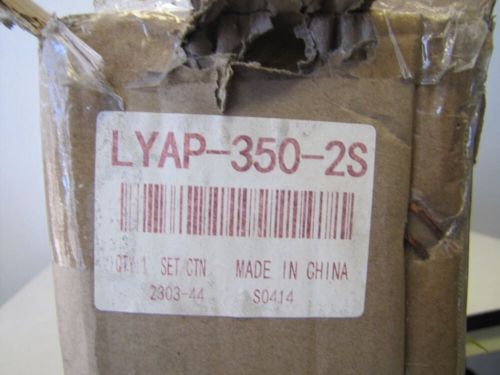 LYAP-350-2S
QTY 1 SET/CTN MADE IN CHINA
2303-44 S0414